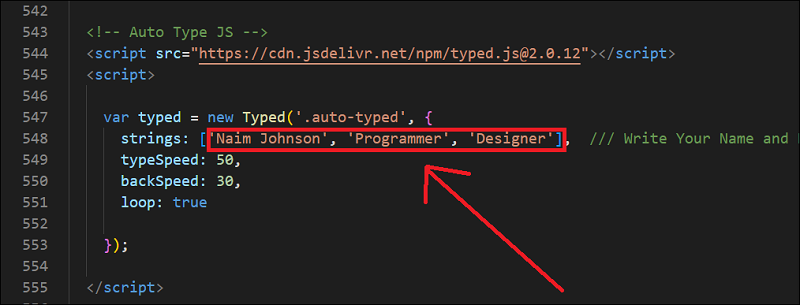 542
543 <!-- Auto Type JS -->
544 <script src="https://cdn.jsdelivr.net/npm/typed.js@2.0.12"></script>
545 <script>
546
547 var typed = new Typed('.auto-typed', {
548 strings: ['Naim Johnson', 'Programmer', 'Designer'], /// Write Your Name and
549 typeSpeed: 50,
550 backSpeed: 30,
551 loop: true
552
553 });
554
555 </script>